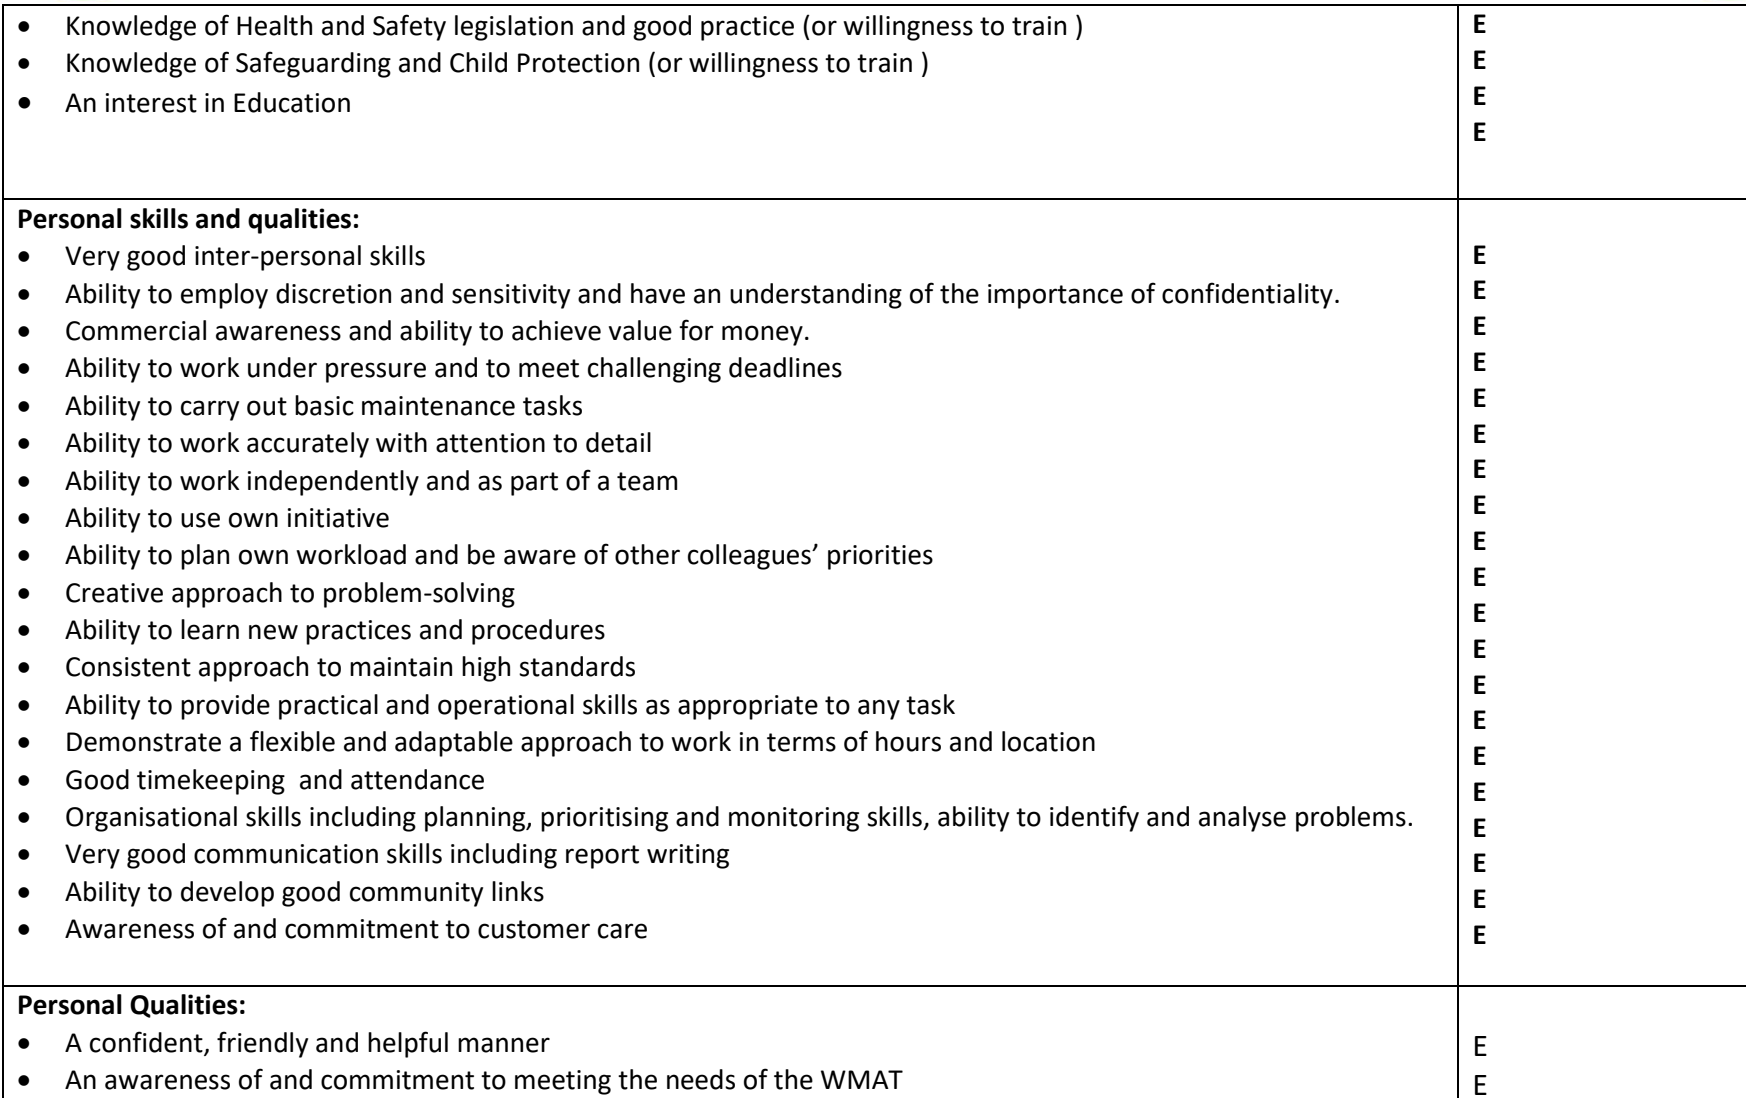 • Knowledge of Health and Safety legislation and good practice (or willingness to train ) E
• Knowledge of Safeguarding and Child Protection (or willingness to train ) E
• An interest in Education E
E
Personal skills and qualities:
• Very good inter-personal skills E
• Ability to employ discretion and sensitivity and have an understanding of the importance of confidentiality. E
• Commercial awareness and ability to achieve value for money. E
• Ability to work under pressure and to meet challenging deadlines E
• Ability to carry out basic maintenance tasks E
• Ability to work accurately with attention to detail E
• Ability to work independently and as part of a team E
• Ability to use own initiative E
• Ability to plan own workload and be aware of other colleagues’ priorities E
• Creative approach to problem-solving E
• Ability to learn new practices and procedures E
• Consistent approach to maintain high standards E
• Ability to provide practical and operational skills as appropriate to any task E
• Demonstrate a flexible and adaptable approach to work in terms of hours and location E
• Good timekeeping  and attendance E
• Organisational skills including planning, prioritising and monitoring skills, ability to identify and analyse problems. E
• Very good communication skills including report writing E
• Ability to develop good community links E
• Awareness of and commitment to customer care E
E
Personal Qualities:
• A confident, friendly and helpful manner E
• An awareness of and commitment to meeting the needs of the WMAT E